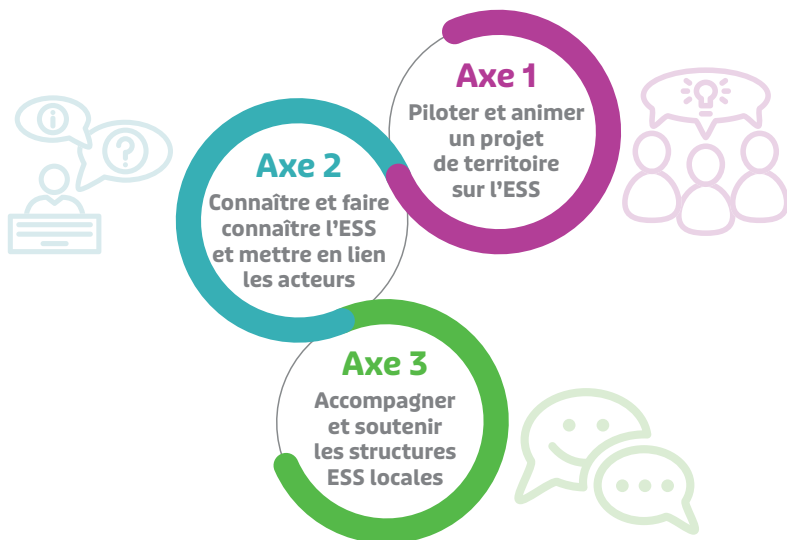 Axe 1
Piloter et animer
un projet
de territoire
sur l'ESS
Axe 2
Connaître et faire
connaître l'ESS
et mettre en lien
les acteurs
Axe 3
Accompagner
et soutenir
les structures
ESS locales